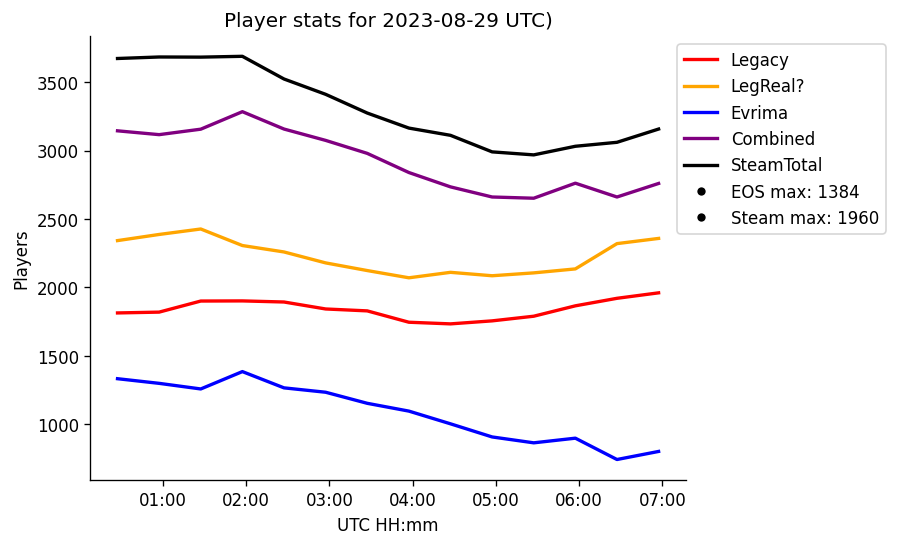 Player stats for 2023-08-29 UTC)
Legacy
LegReal?
Evrima
Combined
SteamTotal
EOS max: 1384
Steam max: 1960
Players
3500
3000
2500
2000
1500
1000
01:00 02:00 03:00 04:00 05:00 06:00 07:00
UTC HH:mm